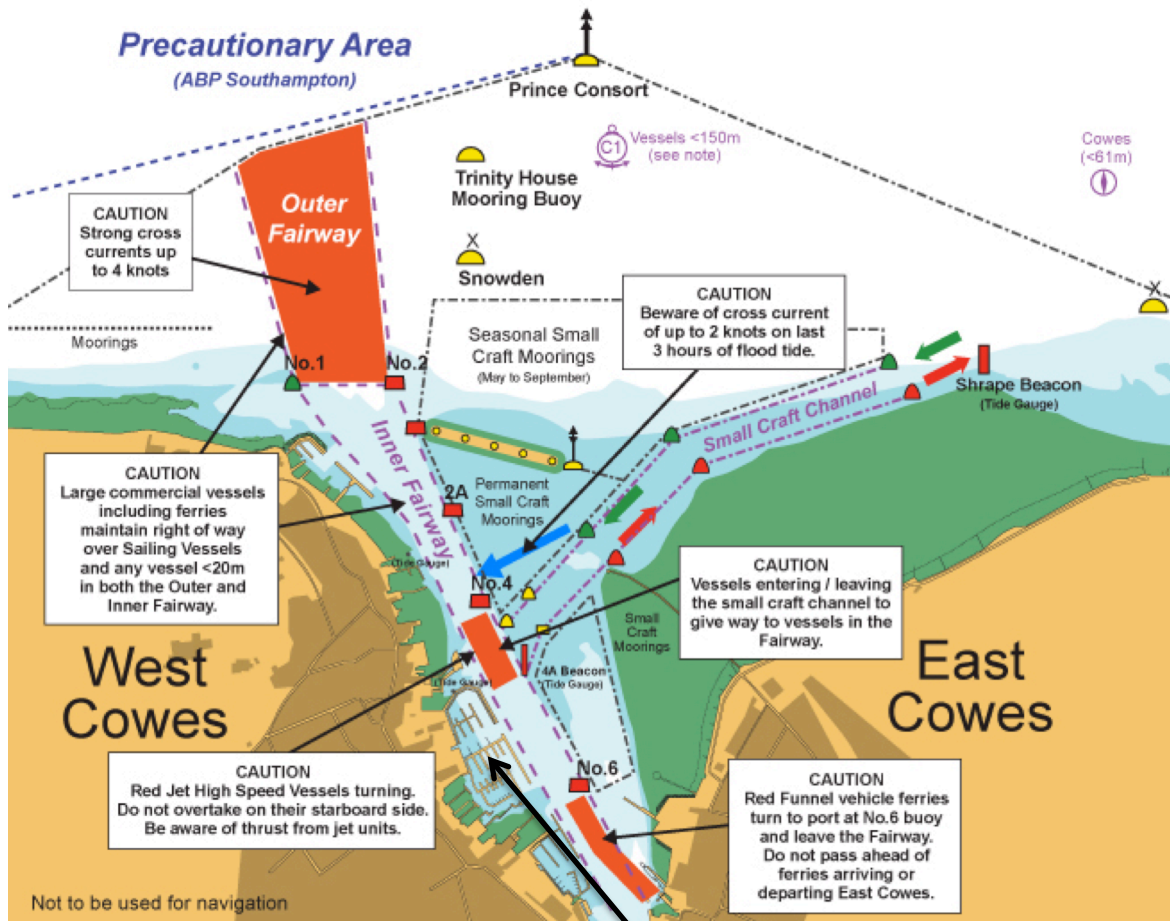 Precautionary Area
(ABP Southampton)
Prince Consort
C1
Vessels <150m
(see note)
Cowes
(<61m)
Trinity House
Mooring Buoy
Outer
Fairway
CAUTION
Strong cross
currents up
to 4 knots
X
Snowden
X
CAUTION
Beware of cross current
of up to 2 knots on last
3 hours of flood tide.
Moorings
Seasonal Small
Craft Moorings
(May to September)
No.1
No.2
Shrape Beacon
(Tide Gauge)
Small Craft Channel
Inner Fairway
CAUTION
Large commercial vessels
including ferries
maintain right of way
over Sailing Vessels
and any vessel <20m
in both the Outer and
Inner Fairway.
2A
Permanent
Small Craft
Moorings
(Tide Gauge)
No.4
CAUTION
Vessels entering / leaving
the small craft channel to
give way to vessels in the
Fairway.
Small
Craft
Moorings
West
Cowes
East
Cowes
4A Beacon
(Tide Gauge)
(Tide Gauge)
No.6
CAUTION
Red Jet High Speed Vessels turning.
Do not overtake on their starboard side.
Be aware of thrust from jet units.
CAUTION
Red Funnel vehicle ferries
turn to port at No.6 buoy
and leave the Fairway.
Do not pass ahead of
ferries arriving or
departing East Cowes.
Not to be used for navigation